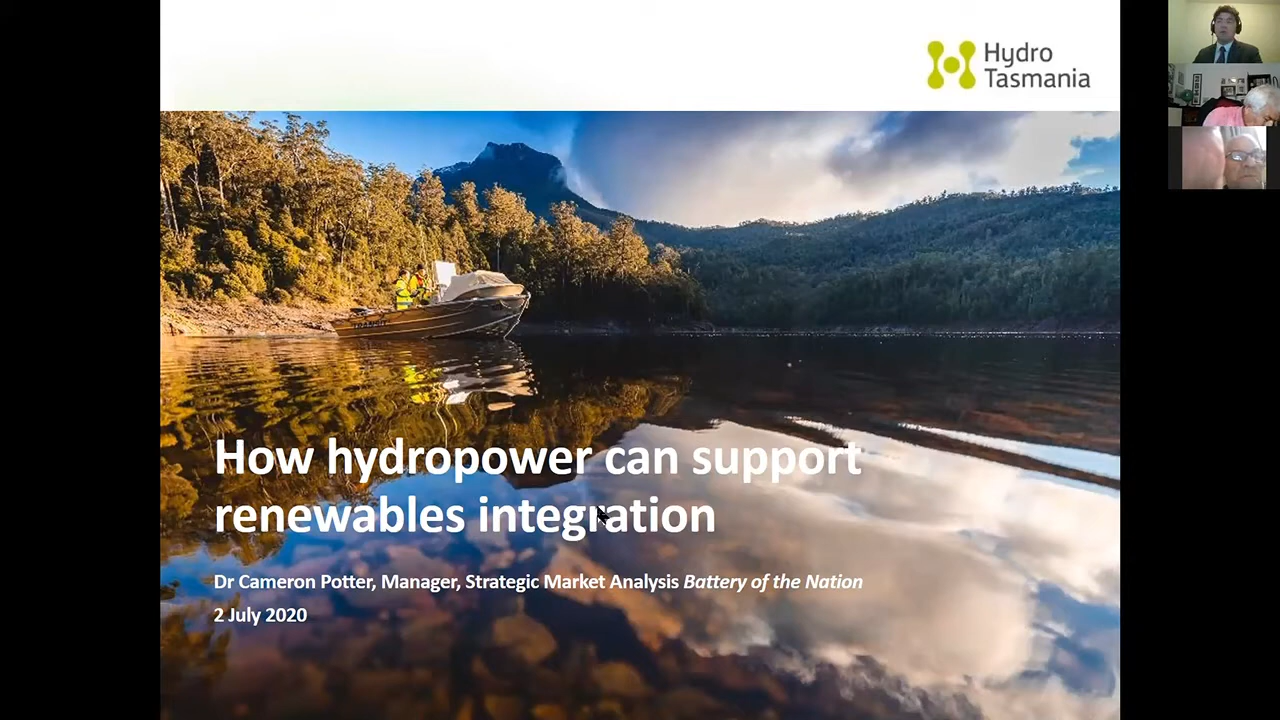 Hydro
Tasmania
How hydropower can support
renewables integration
Dr Cameron Potter, Manager, Strategic Market Analysis Battery of the Nation
2 July 2020